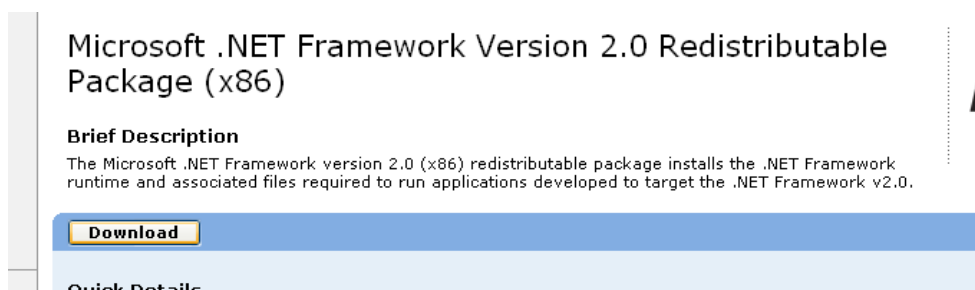 Microsoft .NET Framework Version 2.0 Redistributable
Package (x86)
Brief Description
The Microsoft .NET Framework version 2.0 (x86) redistributable package installs the .NET Framework
runtime and associated files required to run applications developed to target the .NET Framework v2.0.
Download
Quick Details